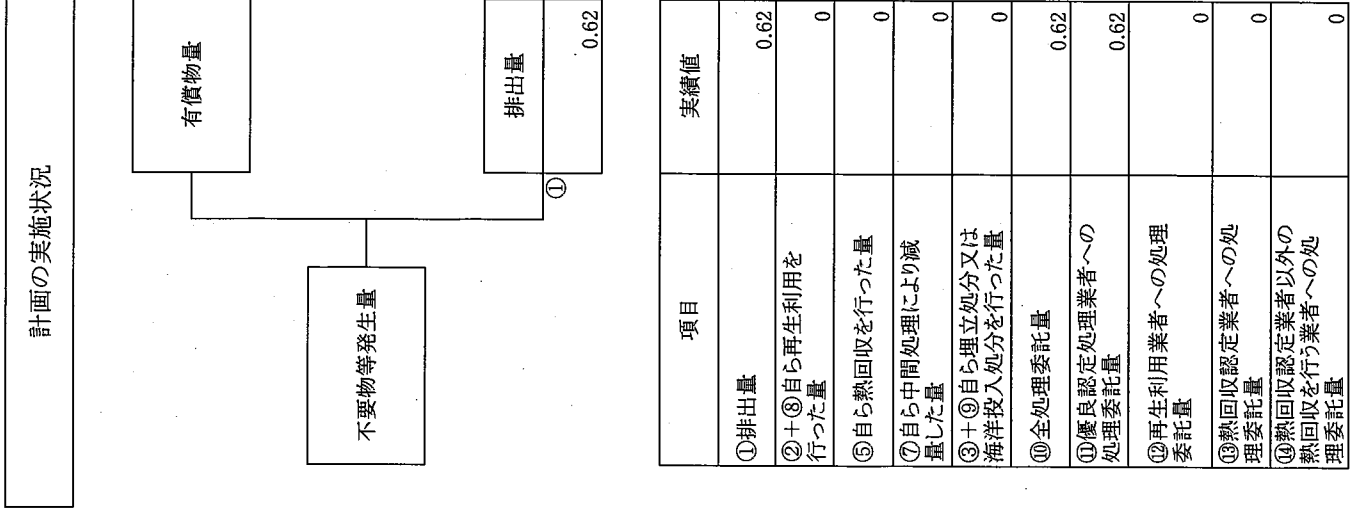 計画の実施状況
有償物量
不要物等発生量
排出量
①
0.62
項目
実績値
①排出量
0.62
②+⑧自ら再生利用を
行った量
0
⑤自ら熱回収を行った量
0
⑦自ら中間処理により減
量した量
0
③+⑨自ら埋立処分又は
海洋投入処分を行った量
0
⑩全処理委託量
0.62
⑪優良認定処理業者への
処理委託量
0.62
⑫再生利用業者への処理
委託量
0
⑬熱回収認定業者への処
理委託量
0
⑭熱回収認定業者以外の
熱回収を行う業者への処
理委託量
0